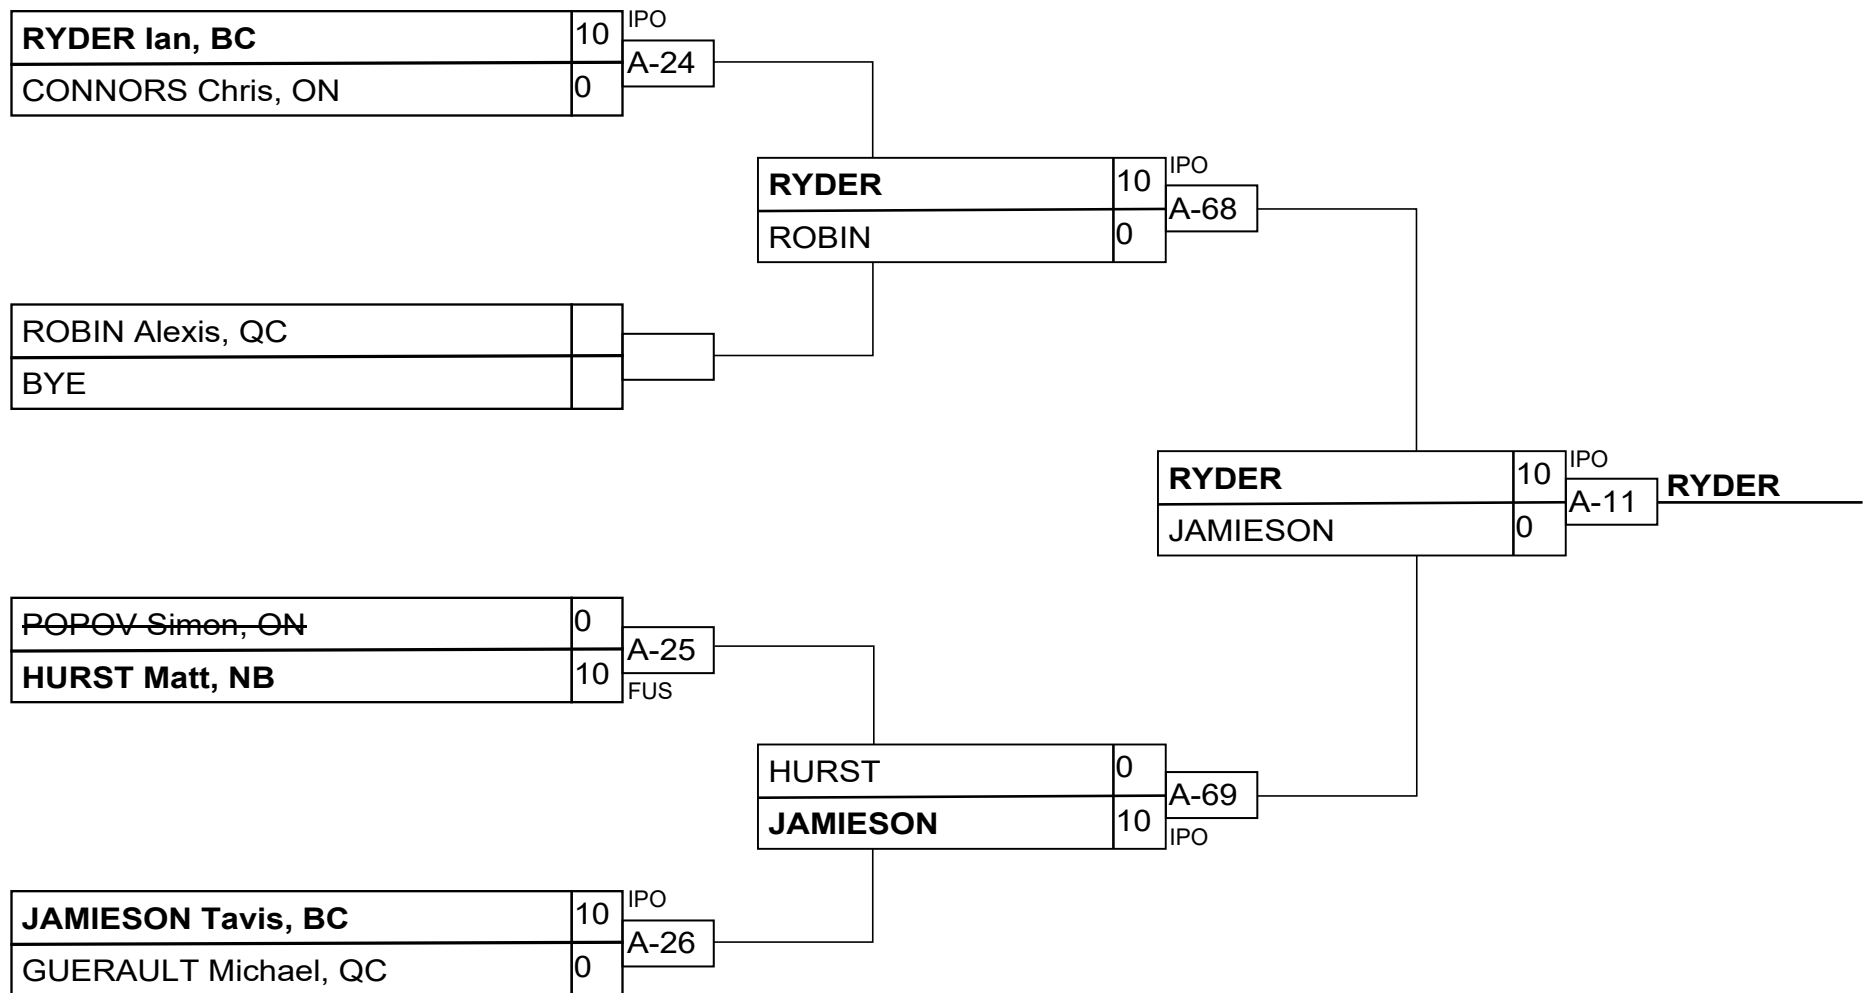 RYDER Ian, BC 10 IPO
A-24
CONNORS Chris, ON 0
RYDER 10 IPO
A-68
ROBIN 0
ROBIN Alexis, QC
BYE
RYDER 10 IPO
A-11 RYDER
JAMIESON 0
POPOV Simon, ON 0
A-25
HURST Matt, NB 10 FUS
HURST 0
A-69
JAMIESON 10 IPO
JAMIESON Tavis, BC 10 IPO
A-26
GUERAULT Michael, QC 0